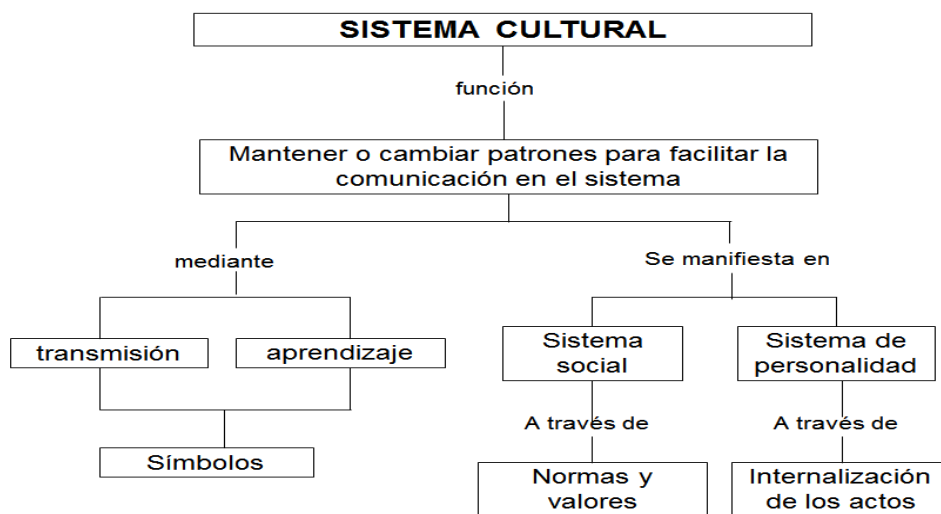 SISTEMA CULTURAL
función
Mantener o cambiar patrones para facilitar la
comunicación en el sistema
mediante
Se manifiesta en
transmisión
aprendizaje
Sistema
social
Sistema de
personalidad
Símbolos
A través de
A través de
Normas y
valores
Internalización
de los actos